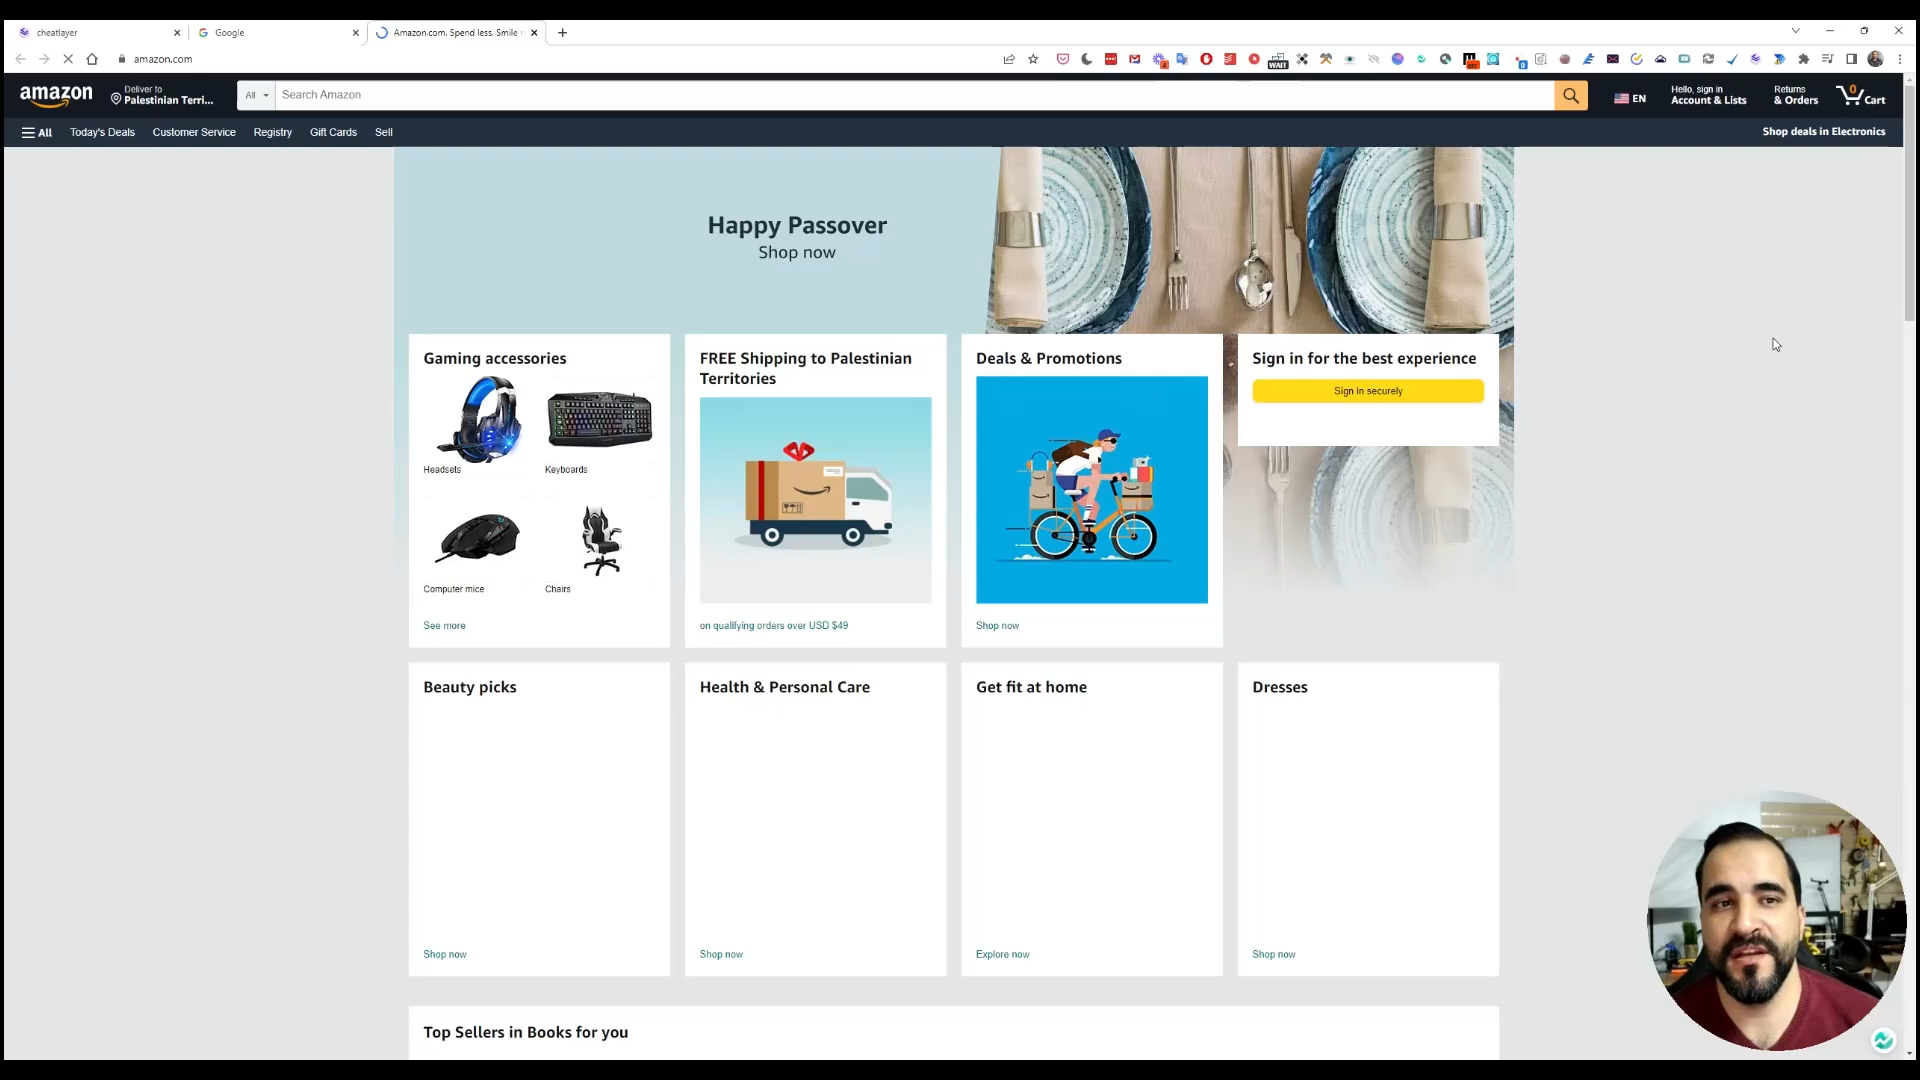 cheatlayer
Google
Amazon.com. Spend less. Smile
amazon.com
WAIT
amazon
Deliver to
Palestinian Terri...
All
Search Amazon
EN
Hello, sign in
Account & Lists
Returns
& Orders
0
Cart
All
Today's Deals
Customer Service
Registry
Gift Cards
Sell
Shop deals in Electronics
Happy Passover
Shop now
Gaming accessories
Headsets
Keyboards
Computer mice
Chairs
See more
FREE Shipping to Palestinian
Territories
on qualifying orders over USD $49
Deals & Promotions
Shop now
Sign in for the best experience
Sign in securely
Beauty picks
Shop now
Health & Personal Care
Shop now
Get fit at home
Explore now
Dresses
Shop now
Top Sellers in Books for you